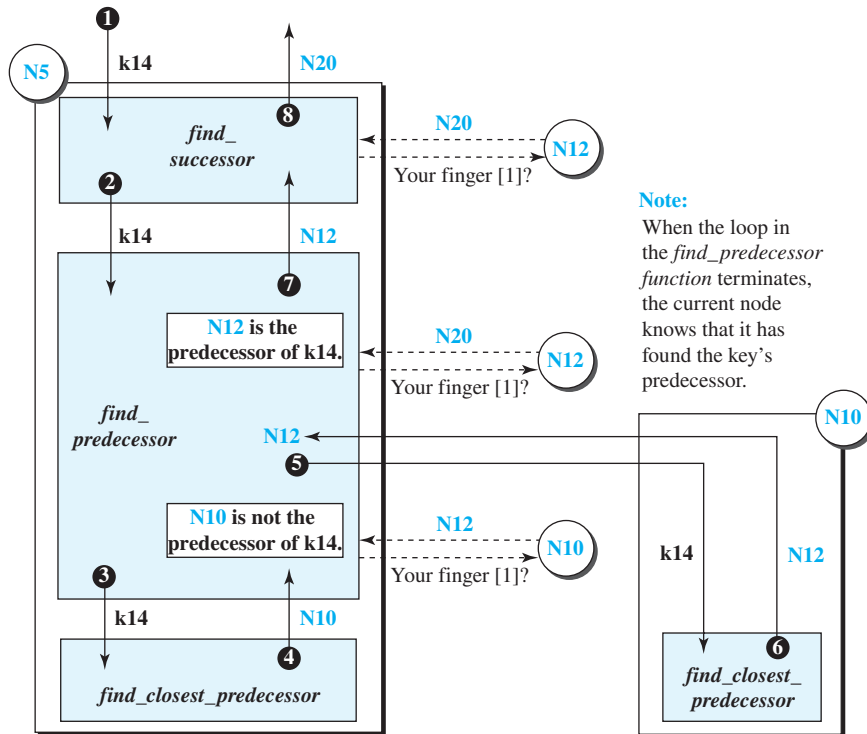 1
k14
N20
N5
8
find_
successor
N20
N12
Your finger [1]?
2
k14
N12
Note:
When the loop in
the find_predecessor
function terminates,
the current node
knows that it has
found the key's
predecessor.
7
N12 is the
predecessor of k14.
N20
N12
Your finger [1]?
find_
predecessor
N12
5
N10
N10 is not the
predecessor of k14.
N12
N10
Your finger [1]?
k14
N12
3
k14
N10
4
find_closest_predecessor
6
find_closest_
predecessor